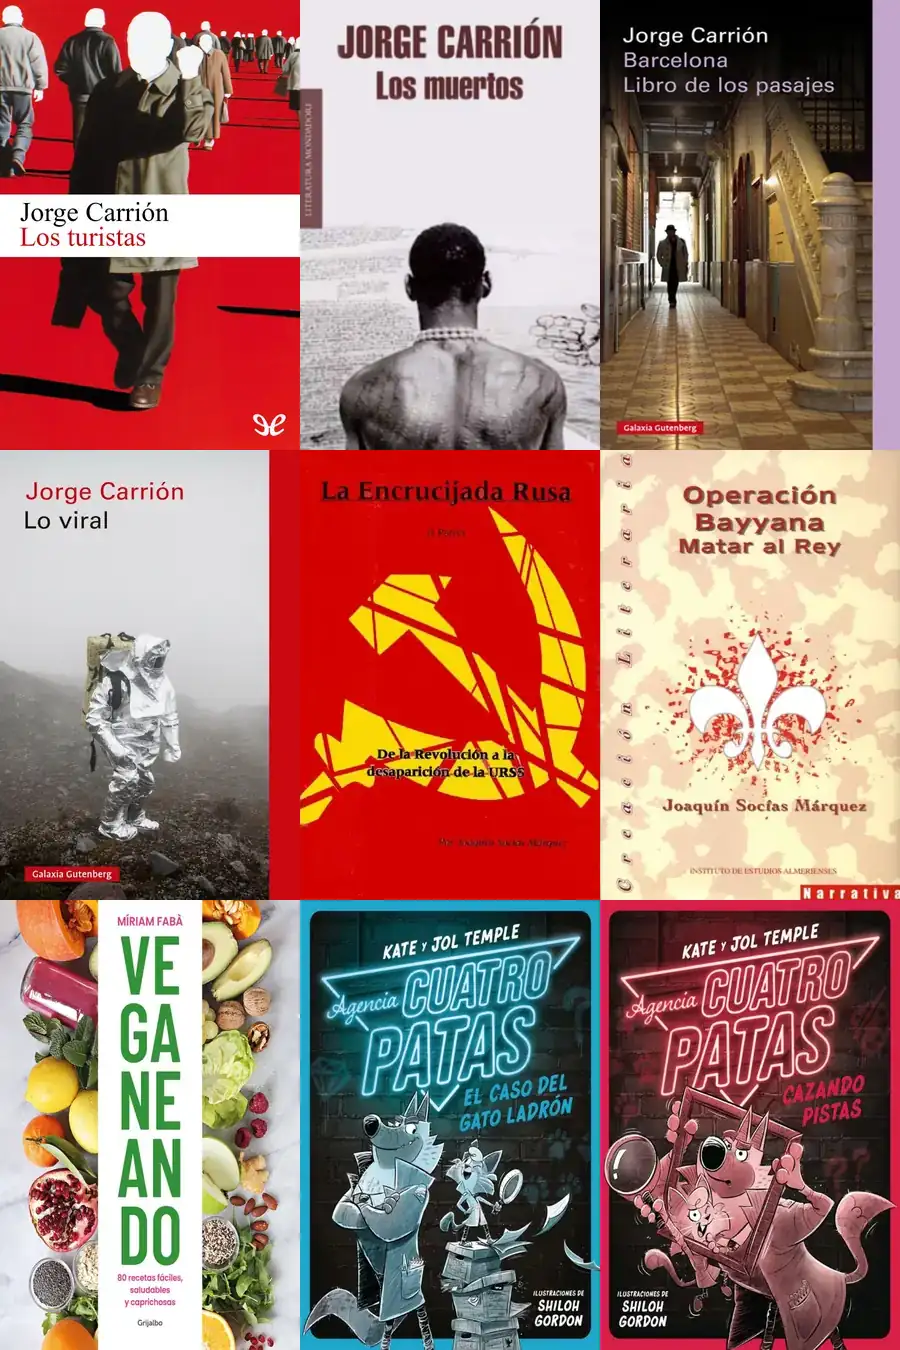 Jorge Carrión
Los turistas
JORGE CARRIÓN
Los muertos
LITERATURA MONDADORI
Jorge Carrión
Barcelona
Libro de los pasajes
Galaxia Gutenberg
Jorge Carrión
Lo viral
Galaxia Gutenberg
La Encrucijada Rusa
De la Revolución a la
desaparición de la URSS
Joaquín Socías Márquez
Creación Literaria
Operación
Bayyana
Matar al Rey
Joaquín Socías Márquez
INSTITUTO DE ESTUDIOS ALMERIENSES
Narrativa
MÍRIAM FABÀ
VE
GA
NE
AN
DO
80 recetas fáciles,
saludables
y caprichosas
Grijalbo
KATE Y JOL TEMPLE
Agencia
CUATRO
PATAS
EL CASO DEL
GATO LADRÓN
ILUSTRACIONES DE
SHILOH
GORDON
KATE Y JOL TEMPLE
Agencia
CUATRO
PATAS
CAZANDO
PISTAS
ILUSTRACIONES DE
SHILOH
GORDON